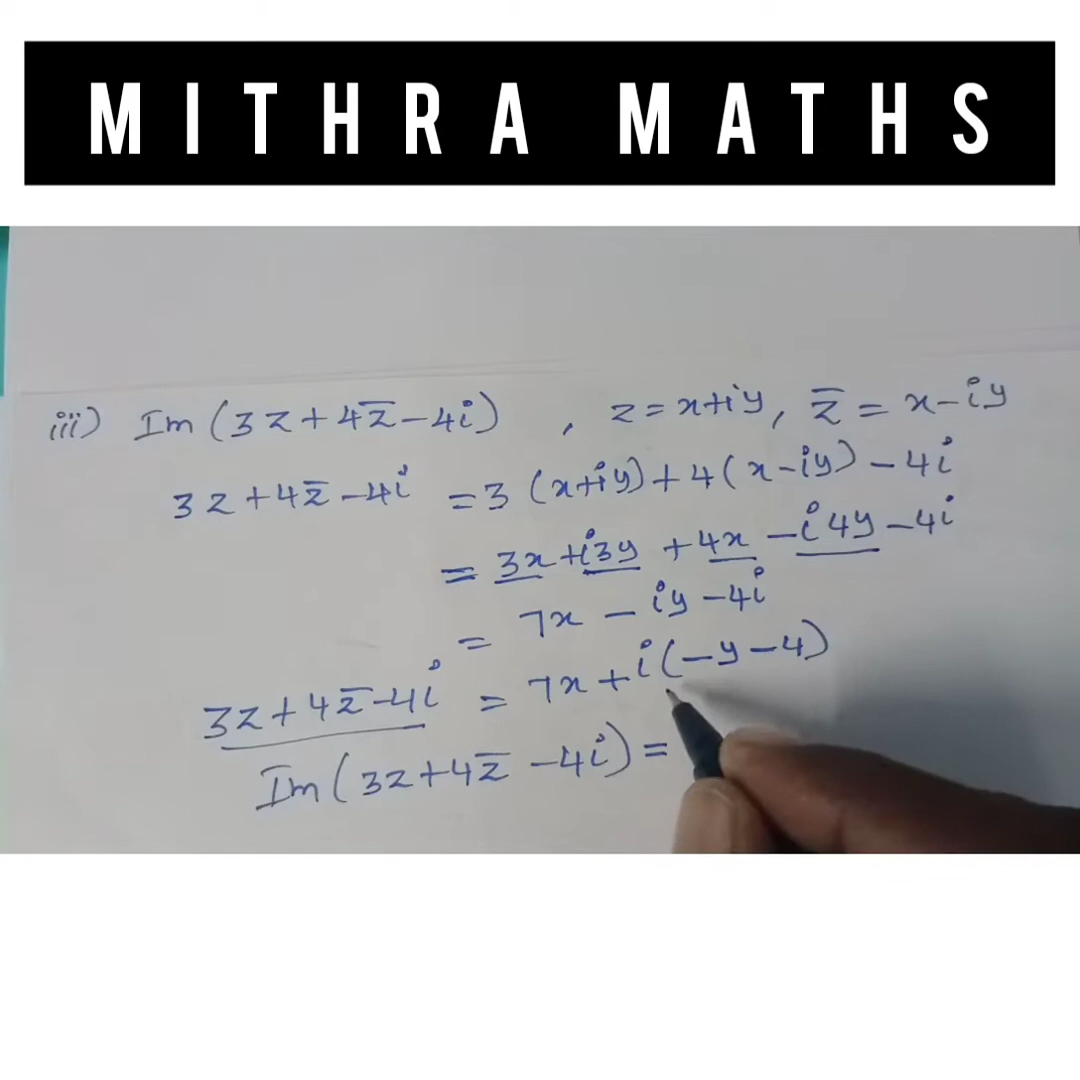 MITHRA MATHS
iii) Im (3z+4z̅-4i) , z=x+iy, z̅ = x-iy
3z+4z̅-4i = 3 (x+iy)+4(x-iy)-4i
= 3x+i3y +4x -i4y-4i
= 7x - iy-4i
3z+4z̅-4i = 7x+i(-y-4)
Im(3z+4z̅-4i)=